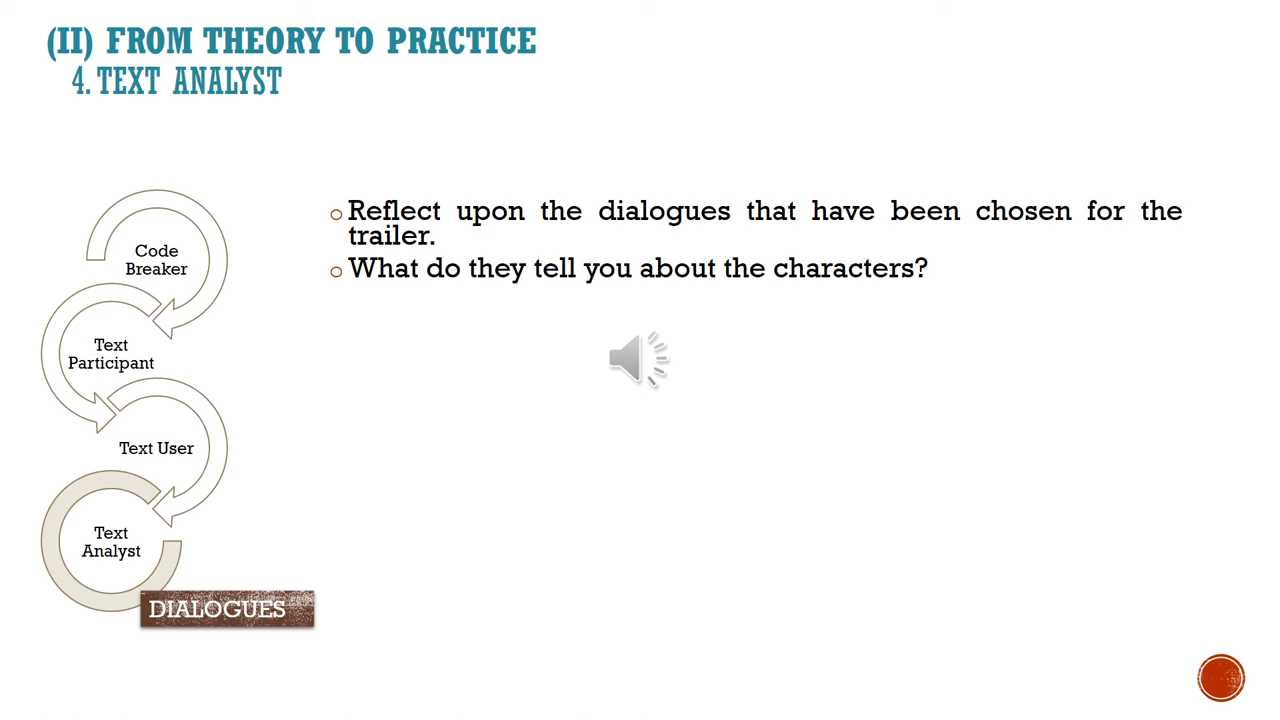 (II) FROM THEORY TO PRACTICE
4. TEXT ANALYST
Code
Breaker
Text
Participant
Text User
Text
Analyst
DIALOGUES
Reflect upon the dialogues that have been chosen for the
trailer.
What do they tell you about the characters?